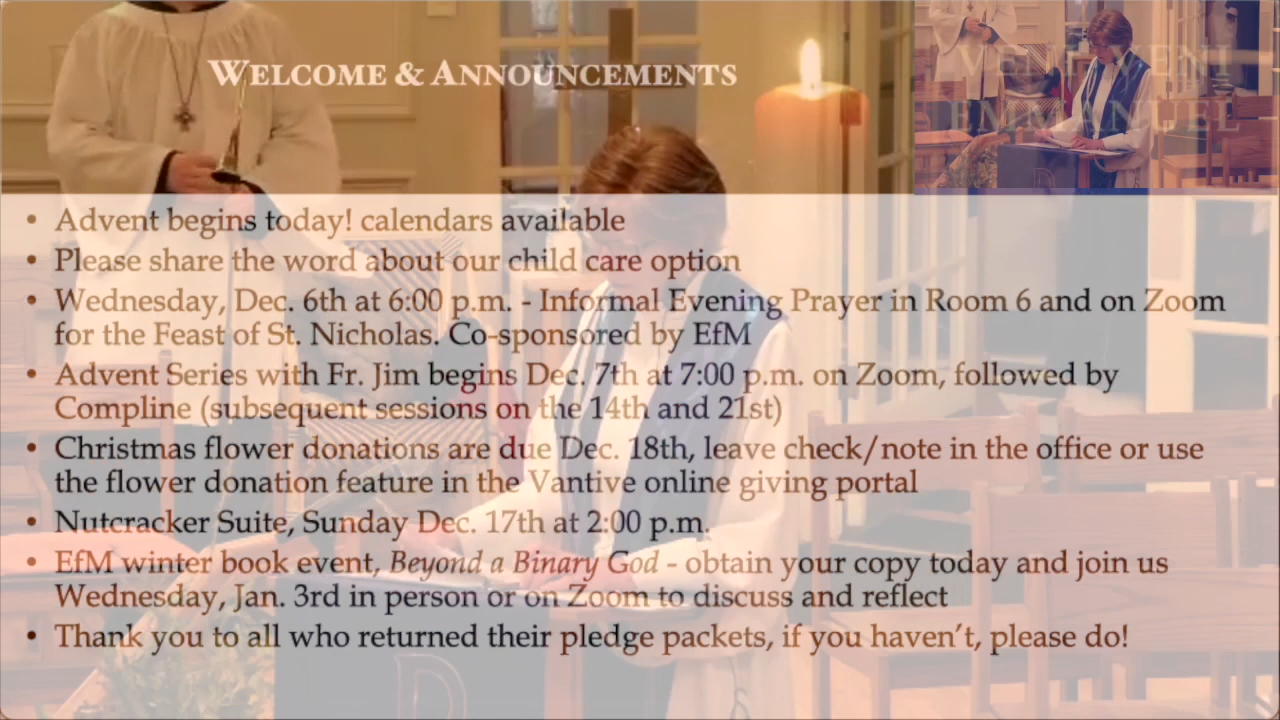 WELCOME & ANNOUNCEMENTS
VENI VENI
EMMANUEL
• Advent begins today! calendars available
• Please share the word about our child care option
• Wednesday, Dec. 6th at 6:00 p.m. - Informal Evening Prayer in Room 6 and on Zoom
for the Feast of St. Nicholas. Co-sponsored by EfM
• Advent Series with Fr. Jim begins Dec. 7th at 7:00 p.m. on Zoom, followed by
Compline (subsequent sessions on the 14th and 21st)
• Christmas flower donations are due Dec. 18th, leave check/note in the office or use
the flower donation feature in the Vantive online giving portal
• Nutcracker Suite, Sunday Dec. 17th at 2:00 p.m.
• EfM winter book event, Beyond a Binary God - obtain your copy today and join us
Wednesday, Jan. 3rd in person or on Zoom to discuss and reflect
• Thank you to all who returned their pledge packets, if you haven't, please do!